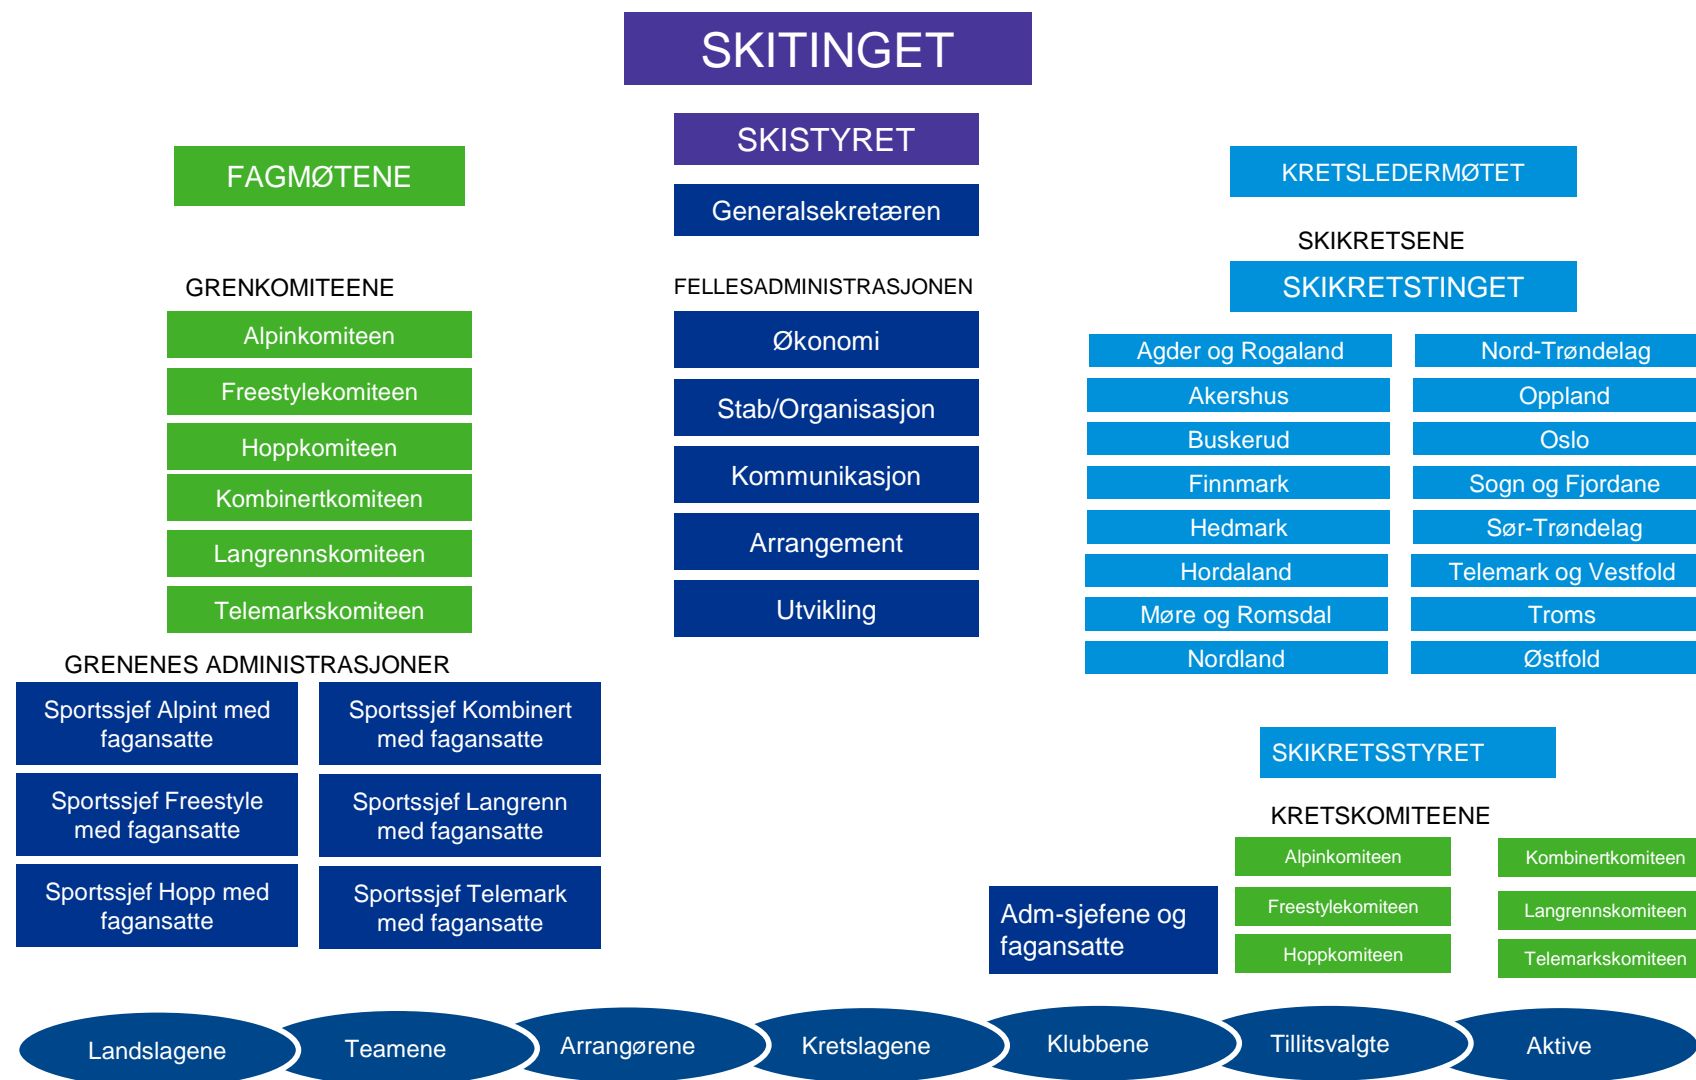 SKITINGET
SKISTYRET
Generalsekretæren
FAGMØTENE
KRETSLEDERMØTET
SKIKRETSENE
SKIKRETSTINGET
GRENKOMITEENE
Alpinkomiteen
Freestylekomiteen
Hoppkomiteen
Kombinertkomiteen
Langrennskomiteen
Telemarkskomiteen
FELLESADMINISTRASJONEN
Økonomi
Stab/Organisasjon
Kommunikasjon
Arrangement
Utvikling
Agder og Rogaland
Akershus
Buskerud
Finnmark
Hedmark
Hordaland
Møre og Romsdal
Nordland
Nord-Trøndelag
Oppland
Oslo
Sogn og Fjordane
Sør-Trøndelag
Telemark og Vestfold
Troms
Østfold
GRENENES ADMINISTRASJONER
Sportssjef Alpint med
fagansatte
Sportssjef Freestyle
med fagansatte
Sportssjef Hopp med
fagansatte
Sportssjef Kombinert
med fagansatte
Sportssjef Langrenn
med fagansatte
Sportssjef Telemark
med fagansatte
SKIKRETSSTYRET
KRETSKOMITEENE
Adm-sjefene og
fagansatte
Alpinkomiteen
Freestylekomiteen
Hoppkomiteen
Kombinertkomiteen
Langrennskomiteen
Telemarkskomiteen
Landslagene
Teamene
Arrangørene
Kretslagene
Klubbene
Tillitsvalgte
Aktive